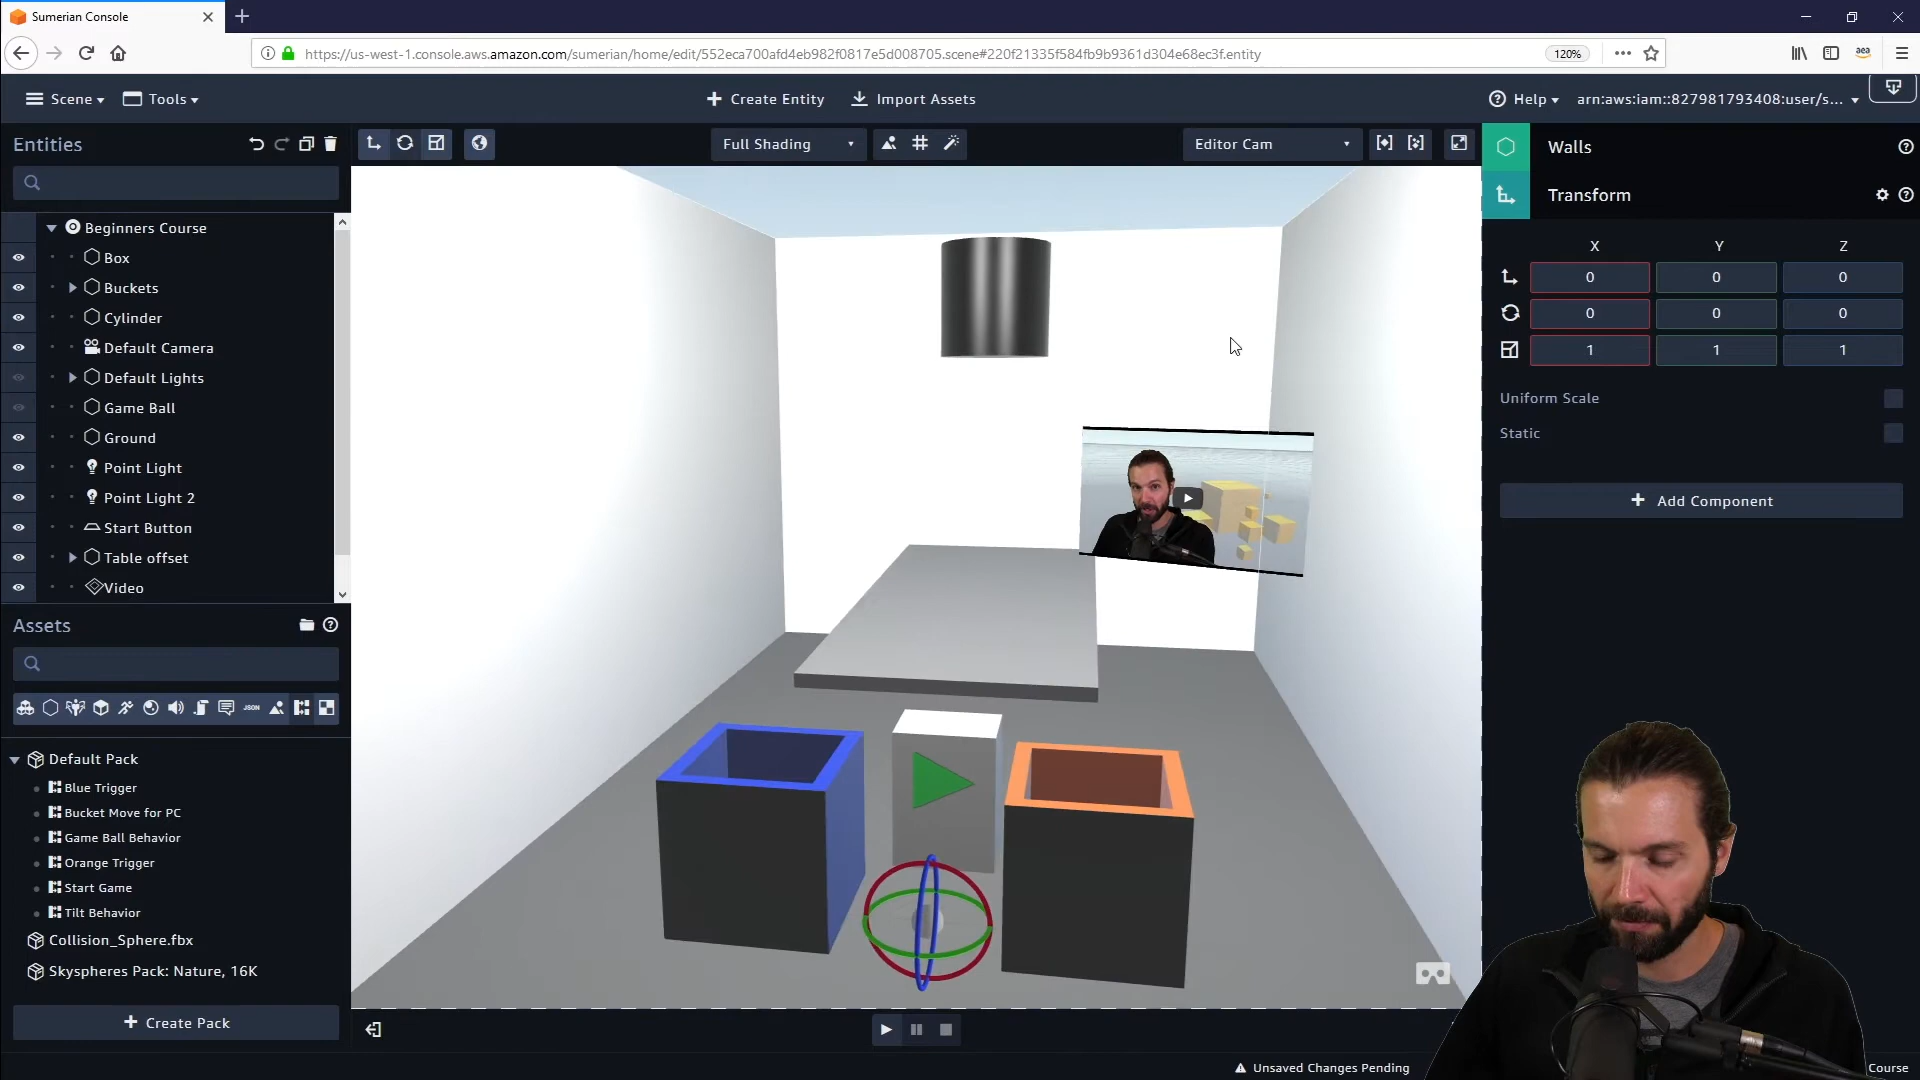 Sumerian Console
https://us-west-1.console.aws.amazon.com/sumerian/home/edit/552eca700afd4eb982f0817e5d008705.scene#220f21335f584fb9b9361d304e68ec3f.entity
120%
aea
Scene
Tools
Create Entity
Import Assets
Help
arn:aws:iam::827981793408:user/s...
Entities
Full Shading
Editor Cam
Walls
Transform
Beginners Course
Box
Buckets
Cylinder
Default Camera
Default Lights
Game Ball
Ground
Point Light
Point Light 2
Start Button
Table offset
Video
X Y Z
0 0 0
0 0 0
1 1 1
Uniform Scale
Static
Add Component
Assets
JSON
Default Pack
Blue Trigger
Bucket Move for PC
Game Ball Behavior
Orange Trigger
Start Game
Tilt Behavior
Collision_Sphere.fbx
Skyspheres Pack: Nature, 16K
Create Pack
Unsaved Changes Pending
Course